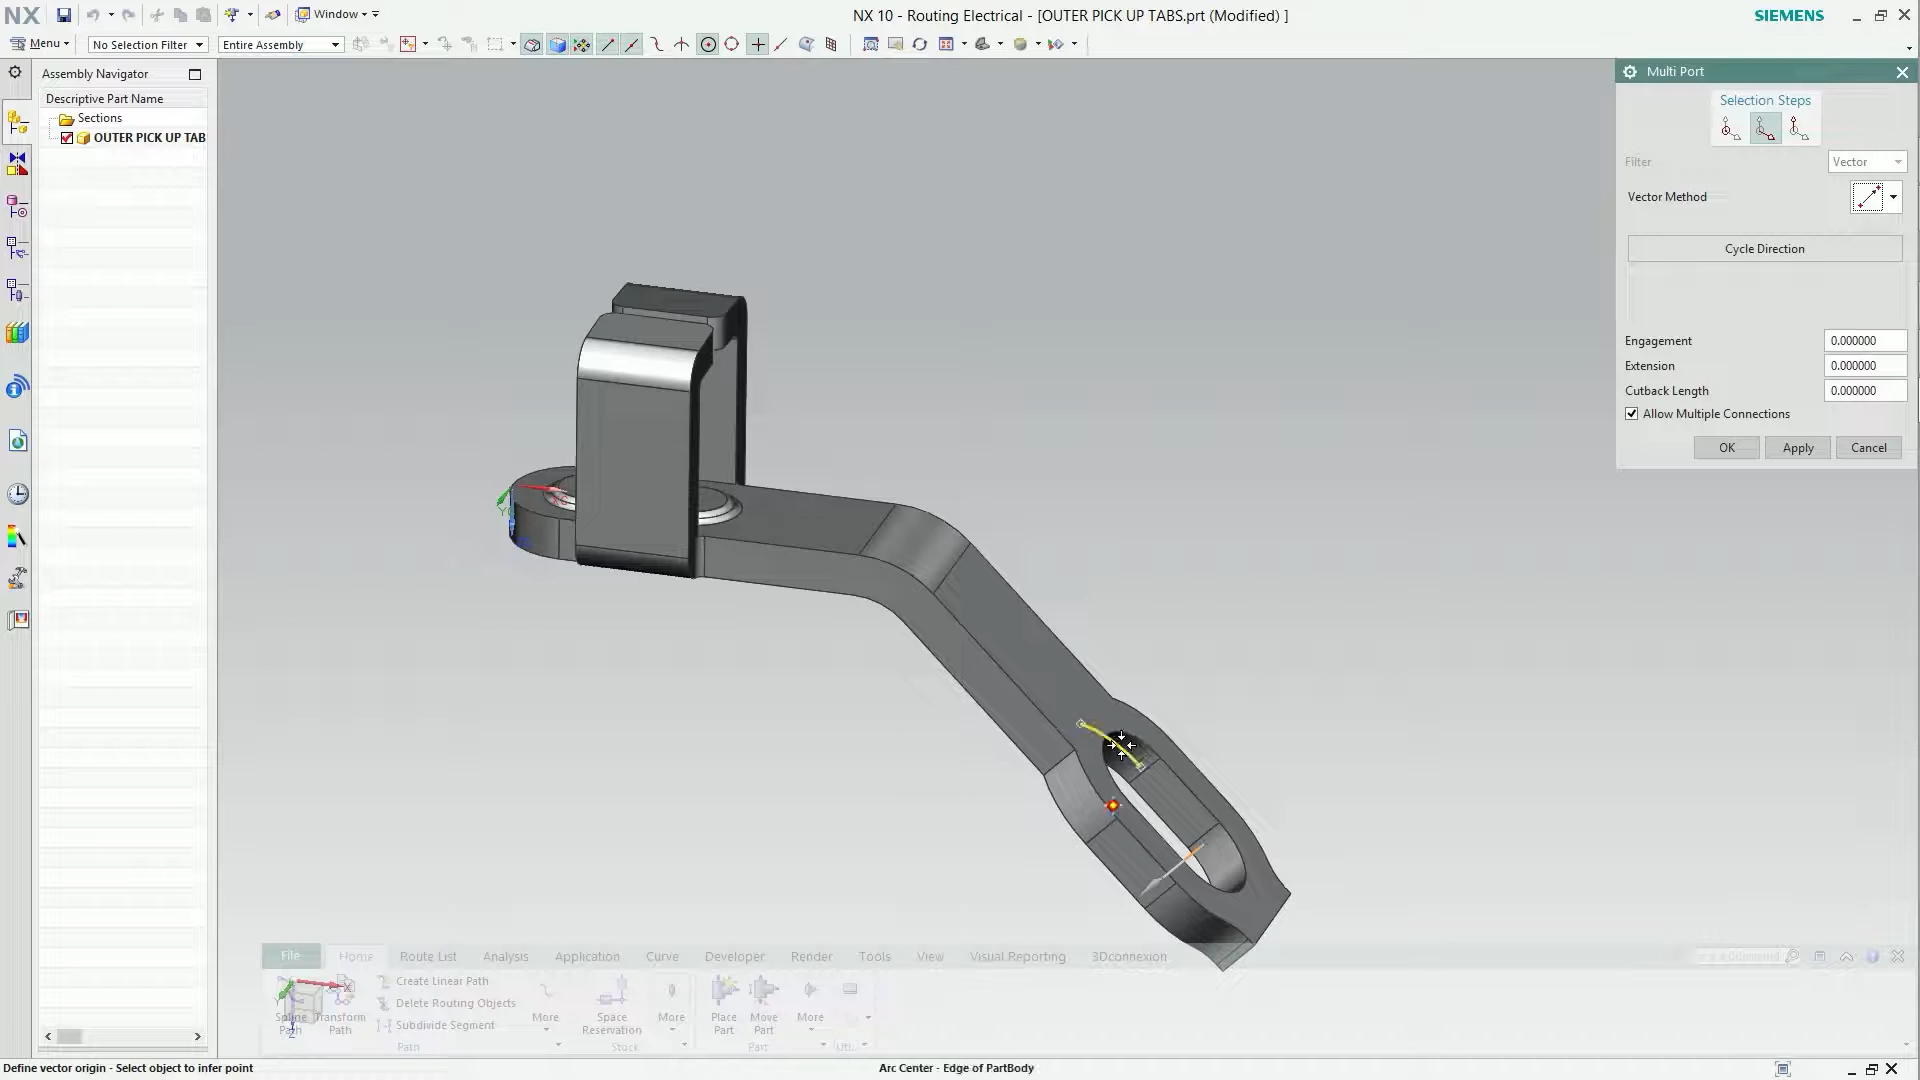 NX
Window
NX 10 - Routing Electrical - [OUTER PICK UP TABS.prt (Modified) ]
SIEMENS
Menu
No Selection Filter
Entire Assembly
Assembly Navigator
Descriptive Part Name
Sections
OUTER PICK UP TAB
Multi Port
Selection Steps
Filter
Vector
Vector Method
Cycle Direction
Engagement
0.000000
Extension
0.000000
Cutback Length
0.000000
Allow Multiple Connections
OK
Apply
Cancel
File
Home
Route List
Analysis
Application
Curve
Developer
Render
Tools
View
Visual Reporting
3Dconnexion
Spline
Path
Transform
Path
Create Linear Path
Delete Routing Objects
Subdivide Segment
More
Path
Space
Reservation
More
Stock
Place
Part
Move
Part
More
Part
Uti...
Define vector origin - Select object to infer point
Arc Center - Edge of PartBody